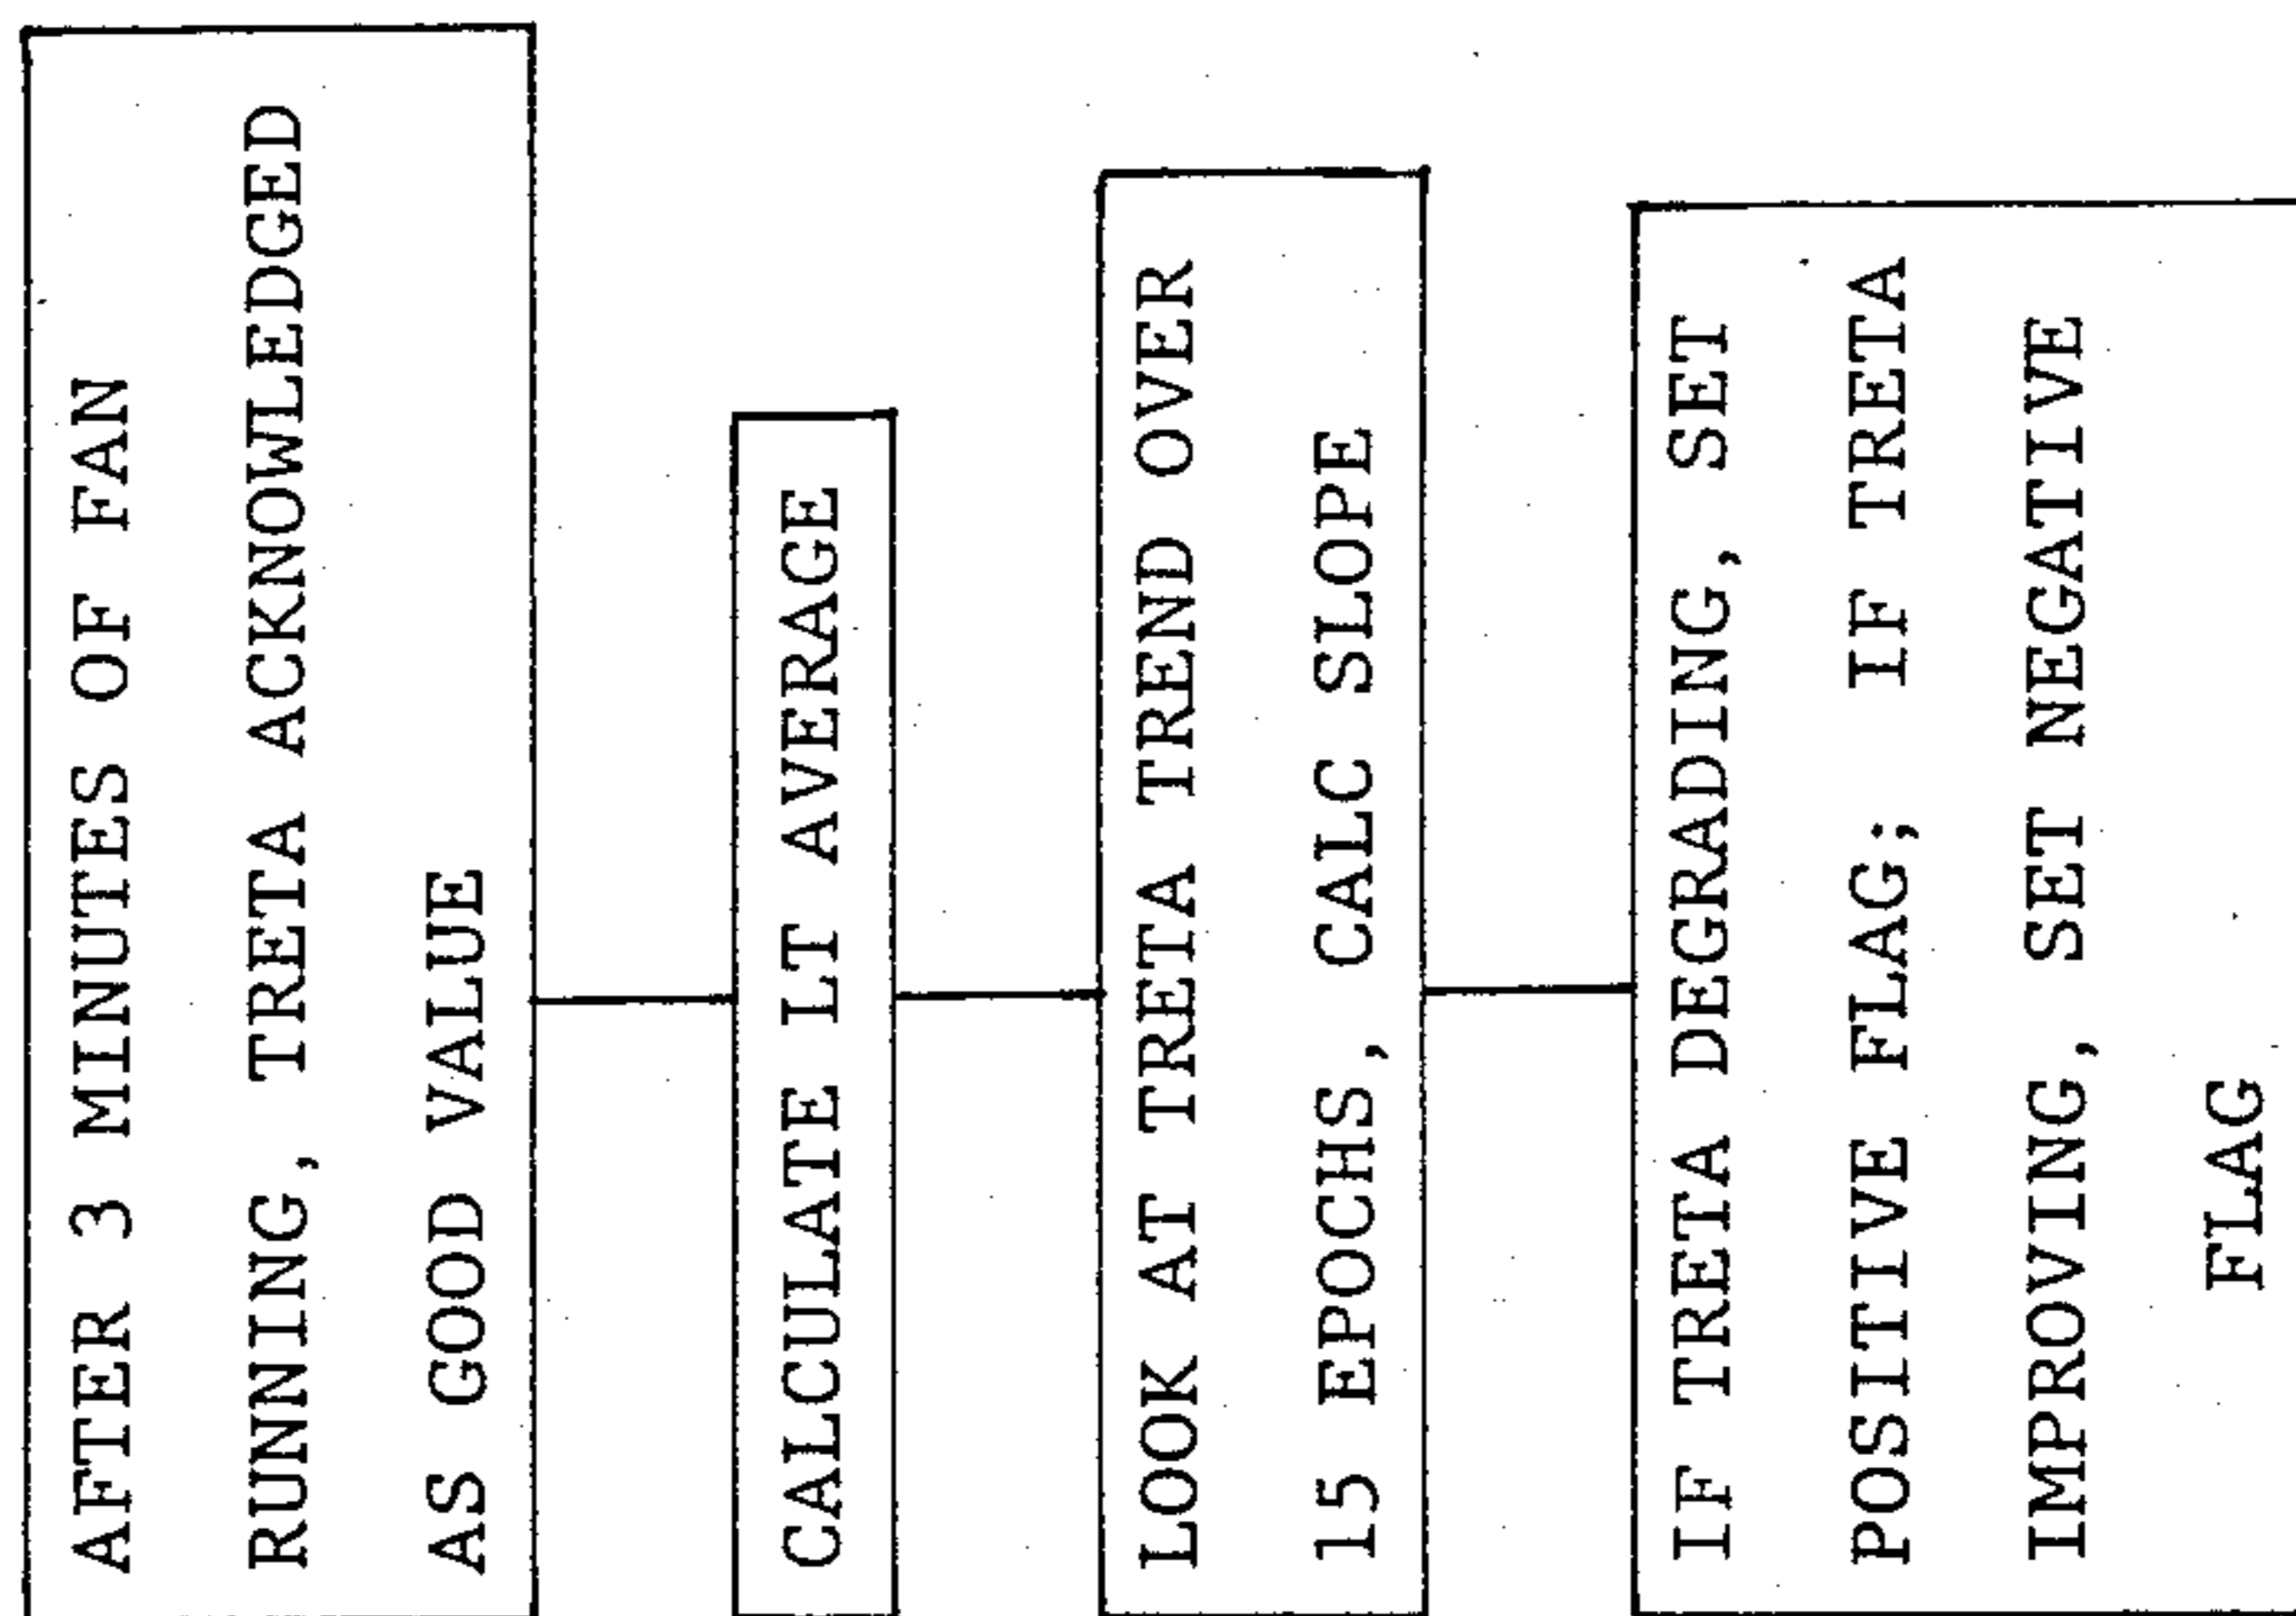 AFTER 3 MINUTES OF FAN
RUNNING, TRETA ACKNOWLEDGED
AS GOOD VALUE
CALCULATE LT AVERAGE
LOOK AT TRETA TREND OVER
15 EPOCHS, CALC SLOPE
IF TRETA DEGRADING, SET
POSITIVE FLAG; IF TRETA
IMPROVING, SET NEGATIVE
FLAG